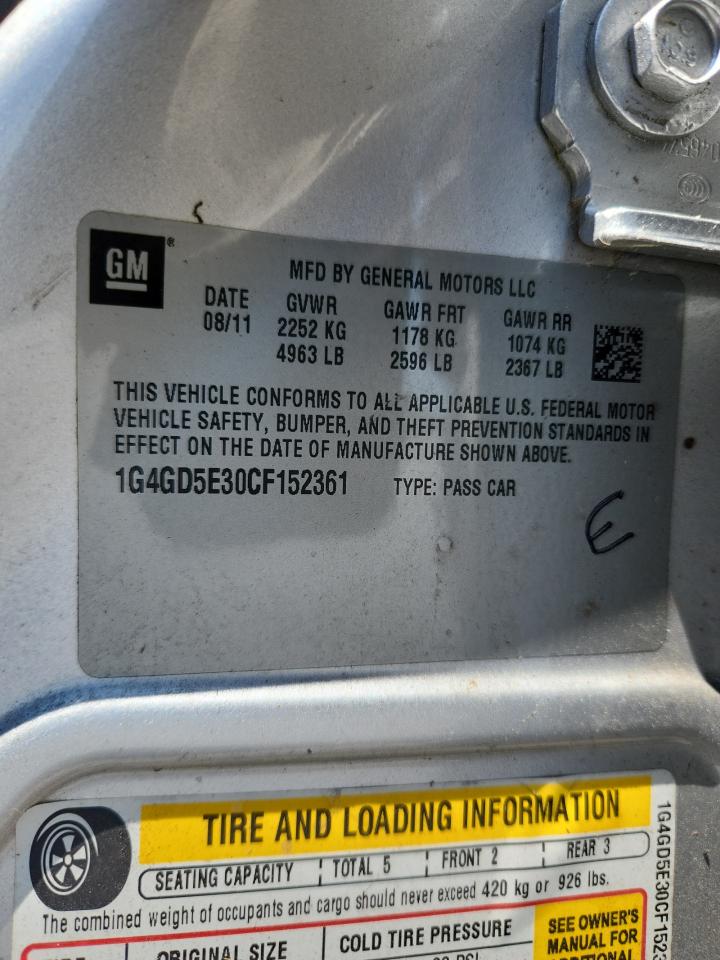 GM ®
MFD BY GENERAL MOTORS LLC
DATE GVWR GAWR FRT GAWR RR
08/11 2252 KG 1178 KG 1074 KG
4963 LB 2596 LB 2367 LB
THIS VEHICLE CONFORMS TO ALL APPLICABLE U.S. FEDERAL MOTOR
VEHICLE SAFETY, BUMPER, AND THEFT PREVENTION STANDARDS IN
EFFECT ON THE DATE OF MANUFACTURE SHOWN ABOVE.
1G4GD5E30CF152361 TYPE: PASS CAR
E
TIRE AND LOADING INFORMATION
SEATING CAPACITY TOTAL 5 FRONT 2 REAR 3
The combined weight of occupants and cargo should never exceed 420 kg or 926 lbs.
ORIGINAL SIZE COLD TIRE PRESSURE
SEE OWNER'S
MANUAL FOR
ADDITIONAL
1G4GD5E30CF1523